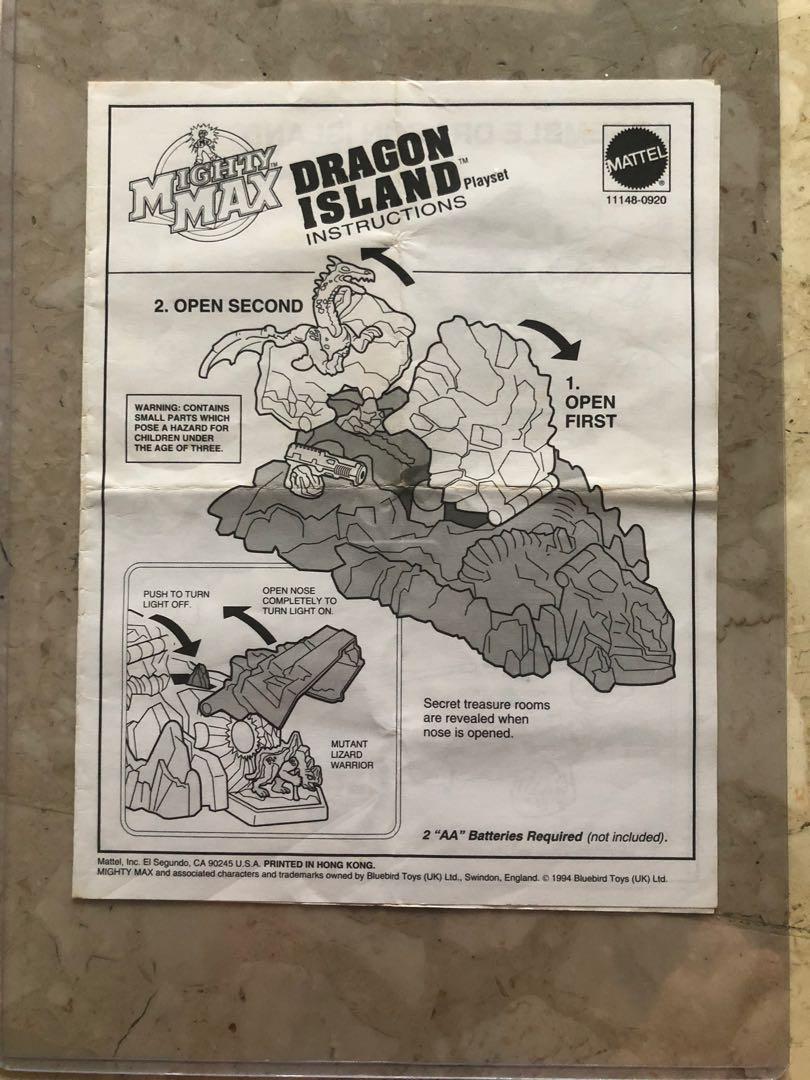 MIGHTY
MAX™
DRAGON
ISLAND™ Playset
INSTRUCTIONS
MATTEL®
11148-0920
2. OPEN SECOND
1.
OPEN
FIRST
WARNING: CONTAINS
SMALL PARTS WHICH
POSE A HAZARD FOR
CHILDREN UNDER
THE AGE OF THREE.
PUSH TO TURN
LIGHT OFF.
OPEN NOSE
COMPLETELY TO
TURN LIGHT ON.
MUTANT
LIZARD
WARRIOR
Secret treasure rooms
are revealed when
nose is opened.
2 “AA” Batteries Required (not included).
Mattel, Inc. El Segundo, CA 90245 U.S.A. PRINTED IN HONG KONG.
MIGHTY MAX and associated characters and trademarks owned by Bluebird Toys (UK) Ltd., Swindon, England. © 1994 Bluebird Toys (UK) Ltd.